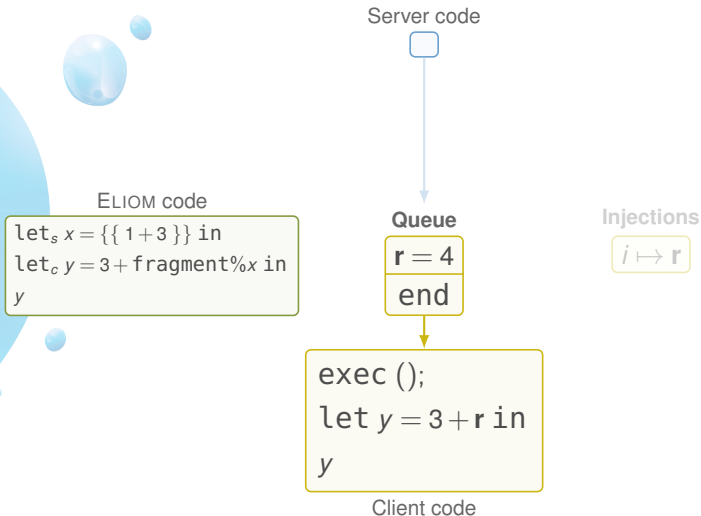 Server code
ELIOM code
let_s x = {{ 1+3 }} in
let_c y = 3+fragment%x in
y
Queue
r = 4
end
Injections
i ↦ r
exec ();
let y = 3+r in
y
Client code